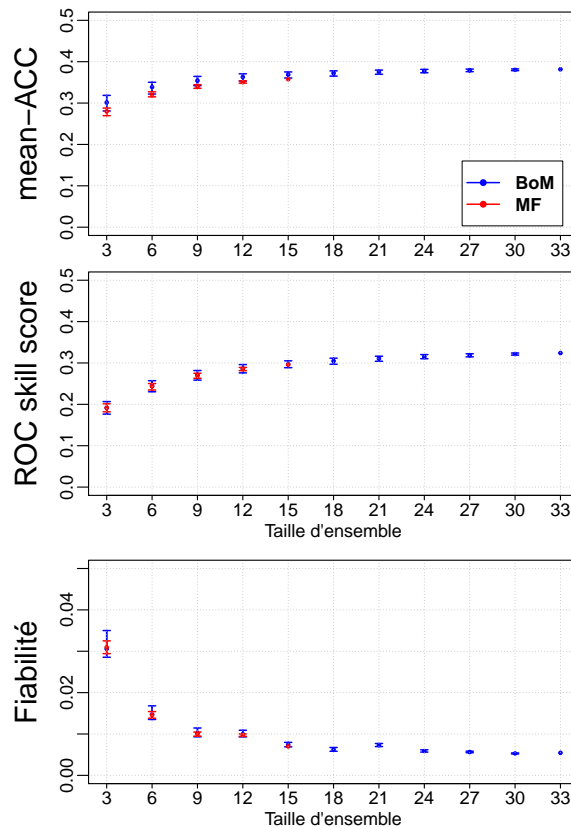 mean−ACC
0.0 0.1 0.2 0.3 0.4 0.5
BoM
MF
3 6 9 12 15 18 21 24 27 30 33
ROC skill score
0.0 0.1 0.2 0.3 0.4 0.5
3 6 9 12 15 18 21 24 27 30 33
Taille d'ensemble
Fiabilité
0.00 0.02 0.04
3 6 9 12 15 18 21 24 27 30 33
Taille d'ensemble